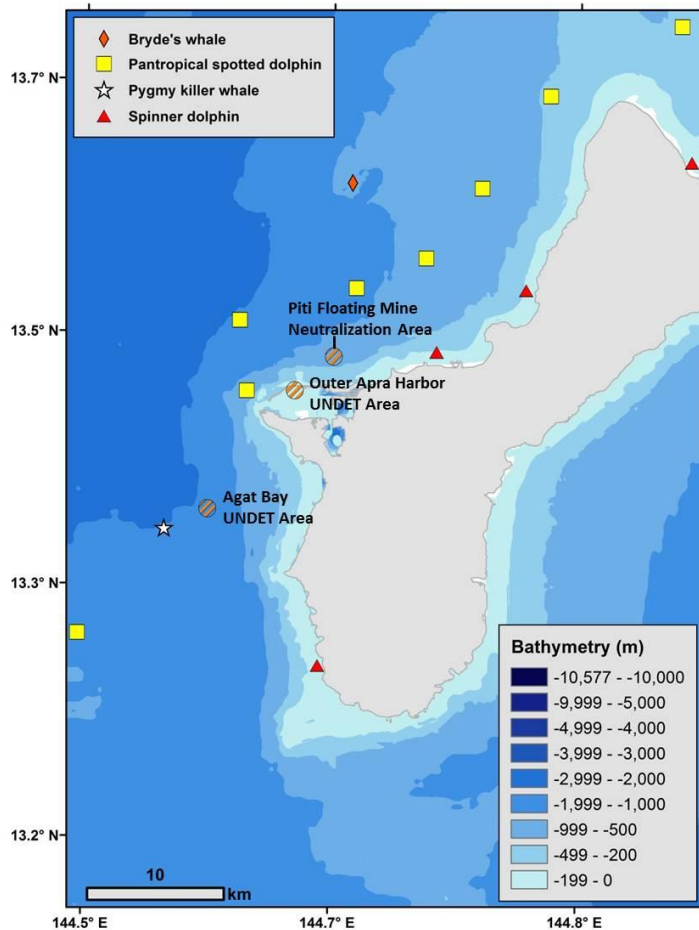 Bryde's whale
Pantropical spotted dolphin
Pygmy killer whale
Spinner dolphin
13.7° N
Piti Floating Mine
Neutralization Area
13.5° N
Outer Apra Harbor
UNDET Area
Agat Bay
UNDET Area
13.3° N
Bathymetry (m)
-10,577 - -10,000
-9,999 - -5,000
-4,999 - -4,000
-3,999 - -3,000
-2,999 - -2,000
-1,999 - -1,000
-999 - -500
-499 - -200
-199 - 0
13.2° N
10
km
144.5° E
144.7° E
144.8° E